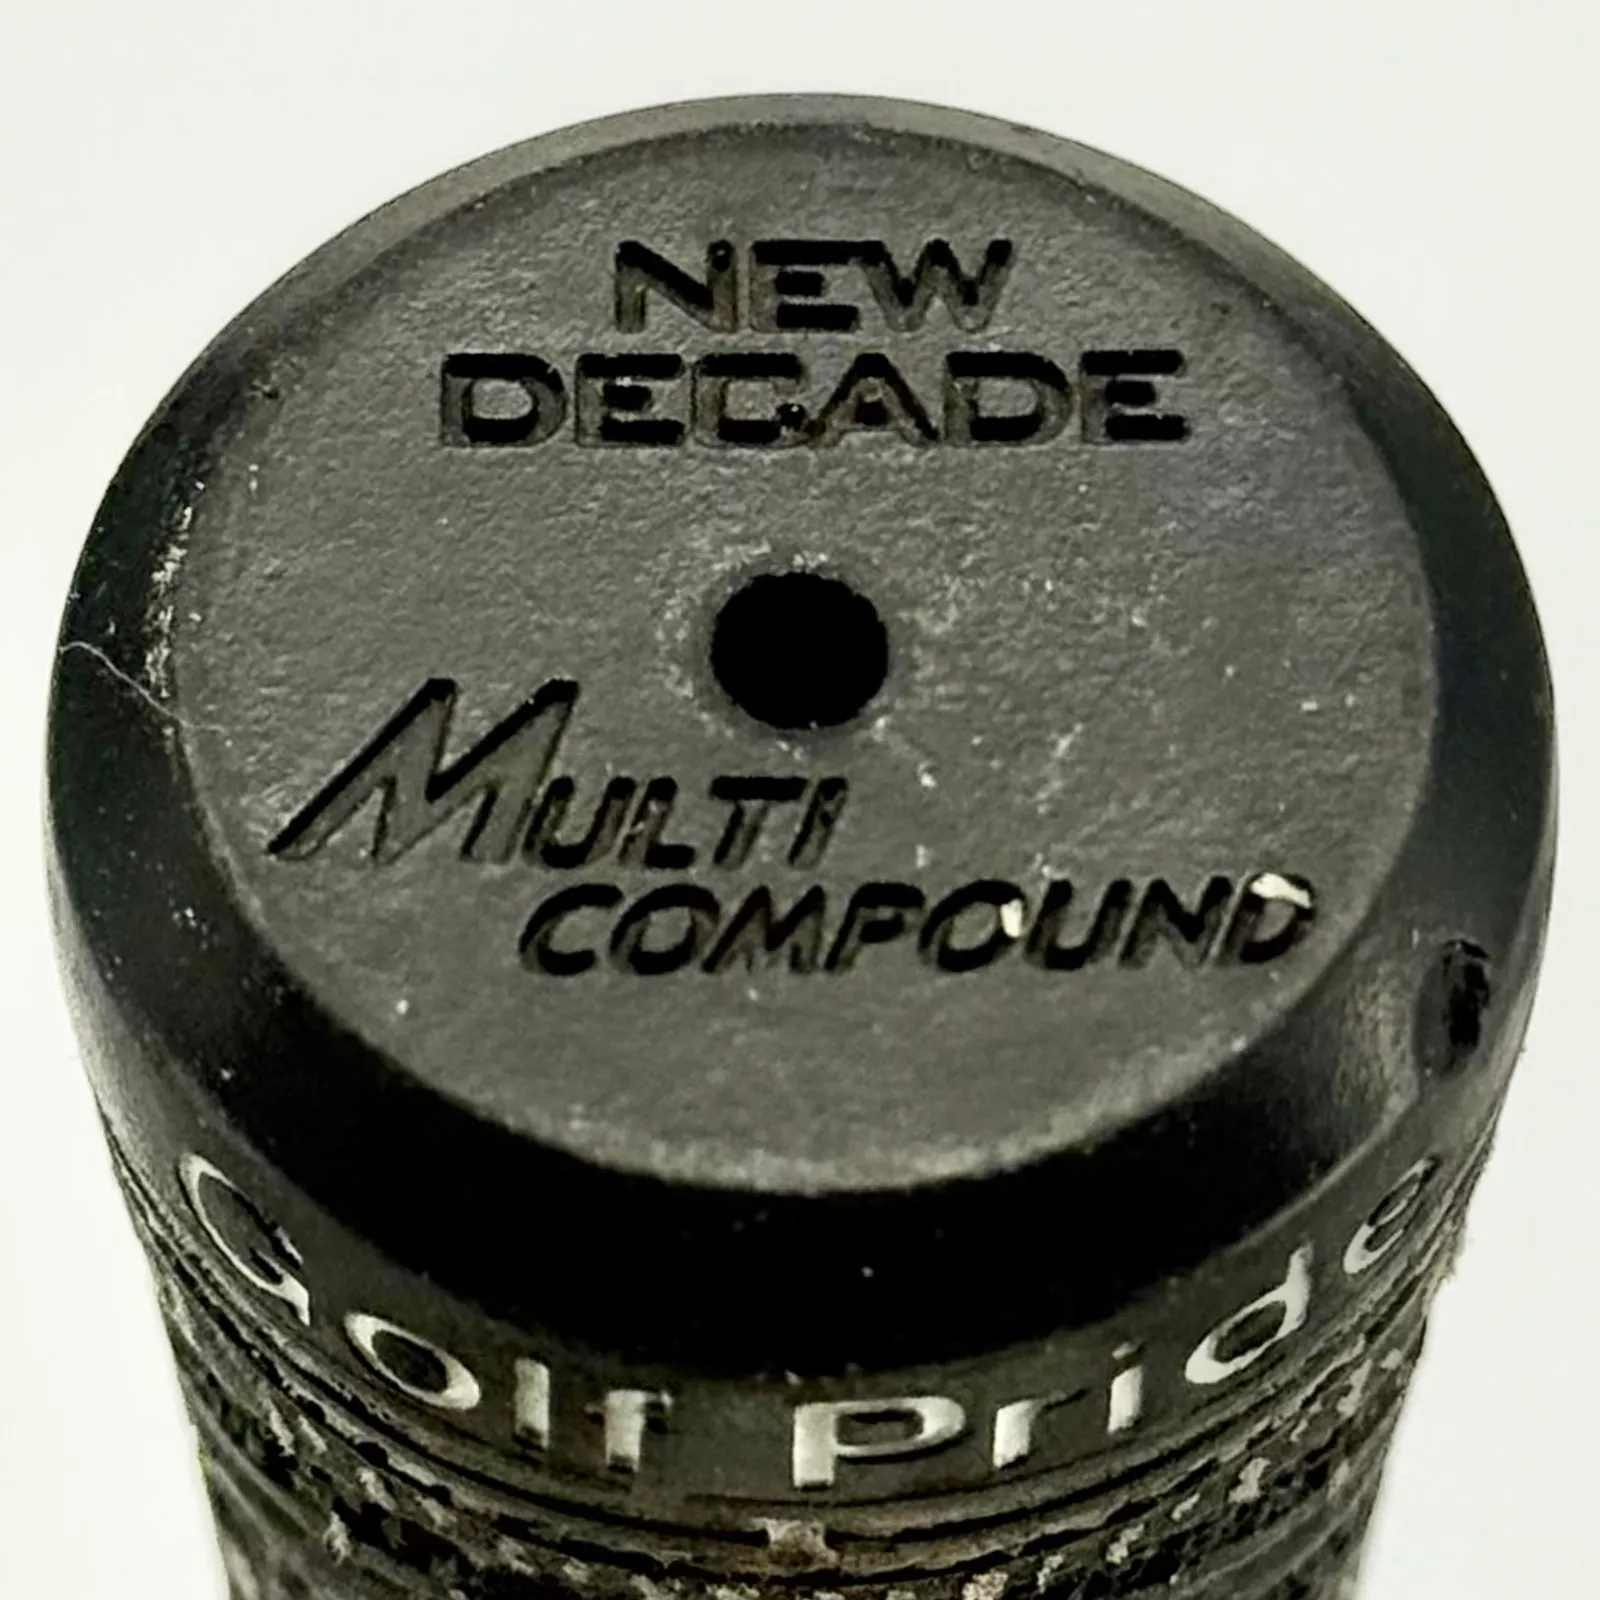 NEW
DECADE
MULTI
COMPOUND
Golf Pride